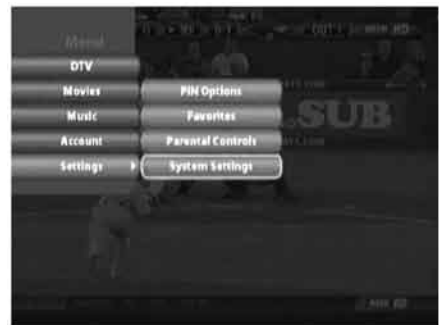 Menu
DTV
Movies
Music
Account
Settings
PIN Options
Favorites
Parental Controls
System Settings
SUB